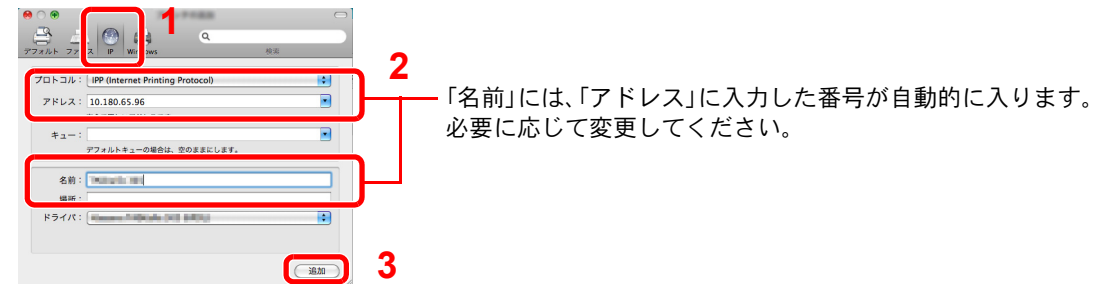 1
デフォルト
IP
検索
プロトコル： IPP (Internet Printing Protocol)
アドレス： 10.180.65.96
キュー：
デフォルトキューの場合は、空のままにします。
名前：
場所：
ドライバ：
追加
2
「名前」には、「アドレス」に入力した番号が自動的に入ります。
必要に応じて変更してください。
3